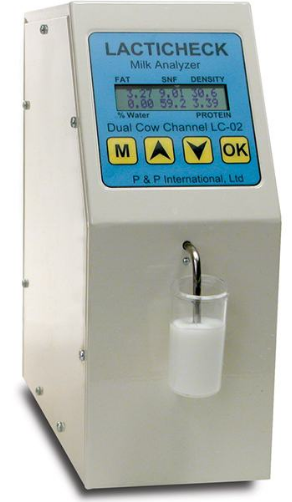 LACTICHECK
Milk Analyzer
FAT SNF DENSITY
3.27 9.01 30.6
0.00 59.2 3.39
% Water PROTEIN
Dual Cow Channel LC-02
M OK
P & P International, Ltd